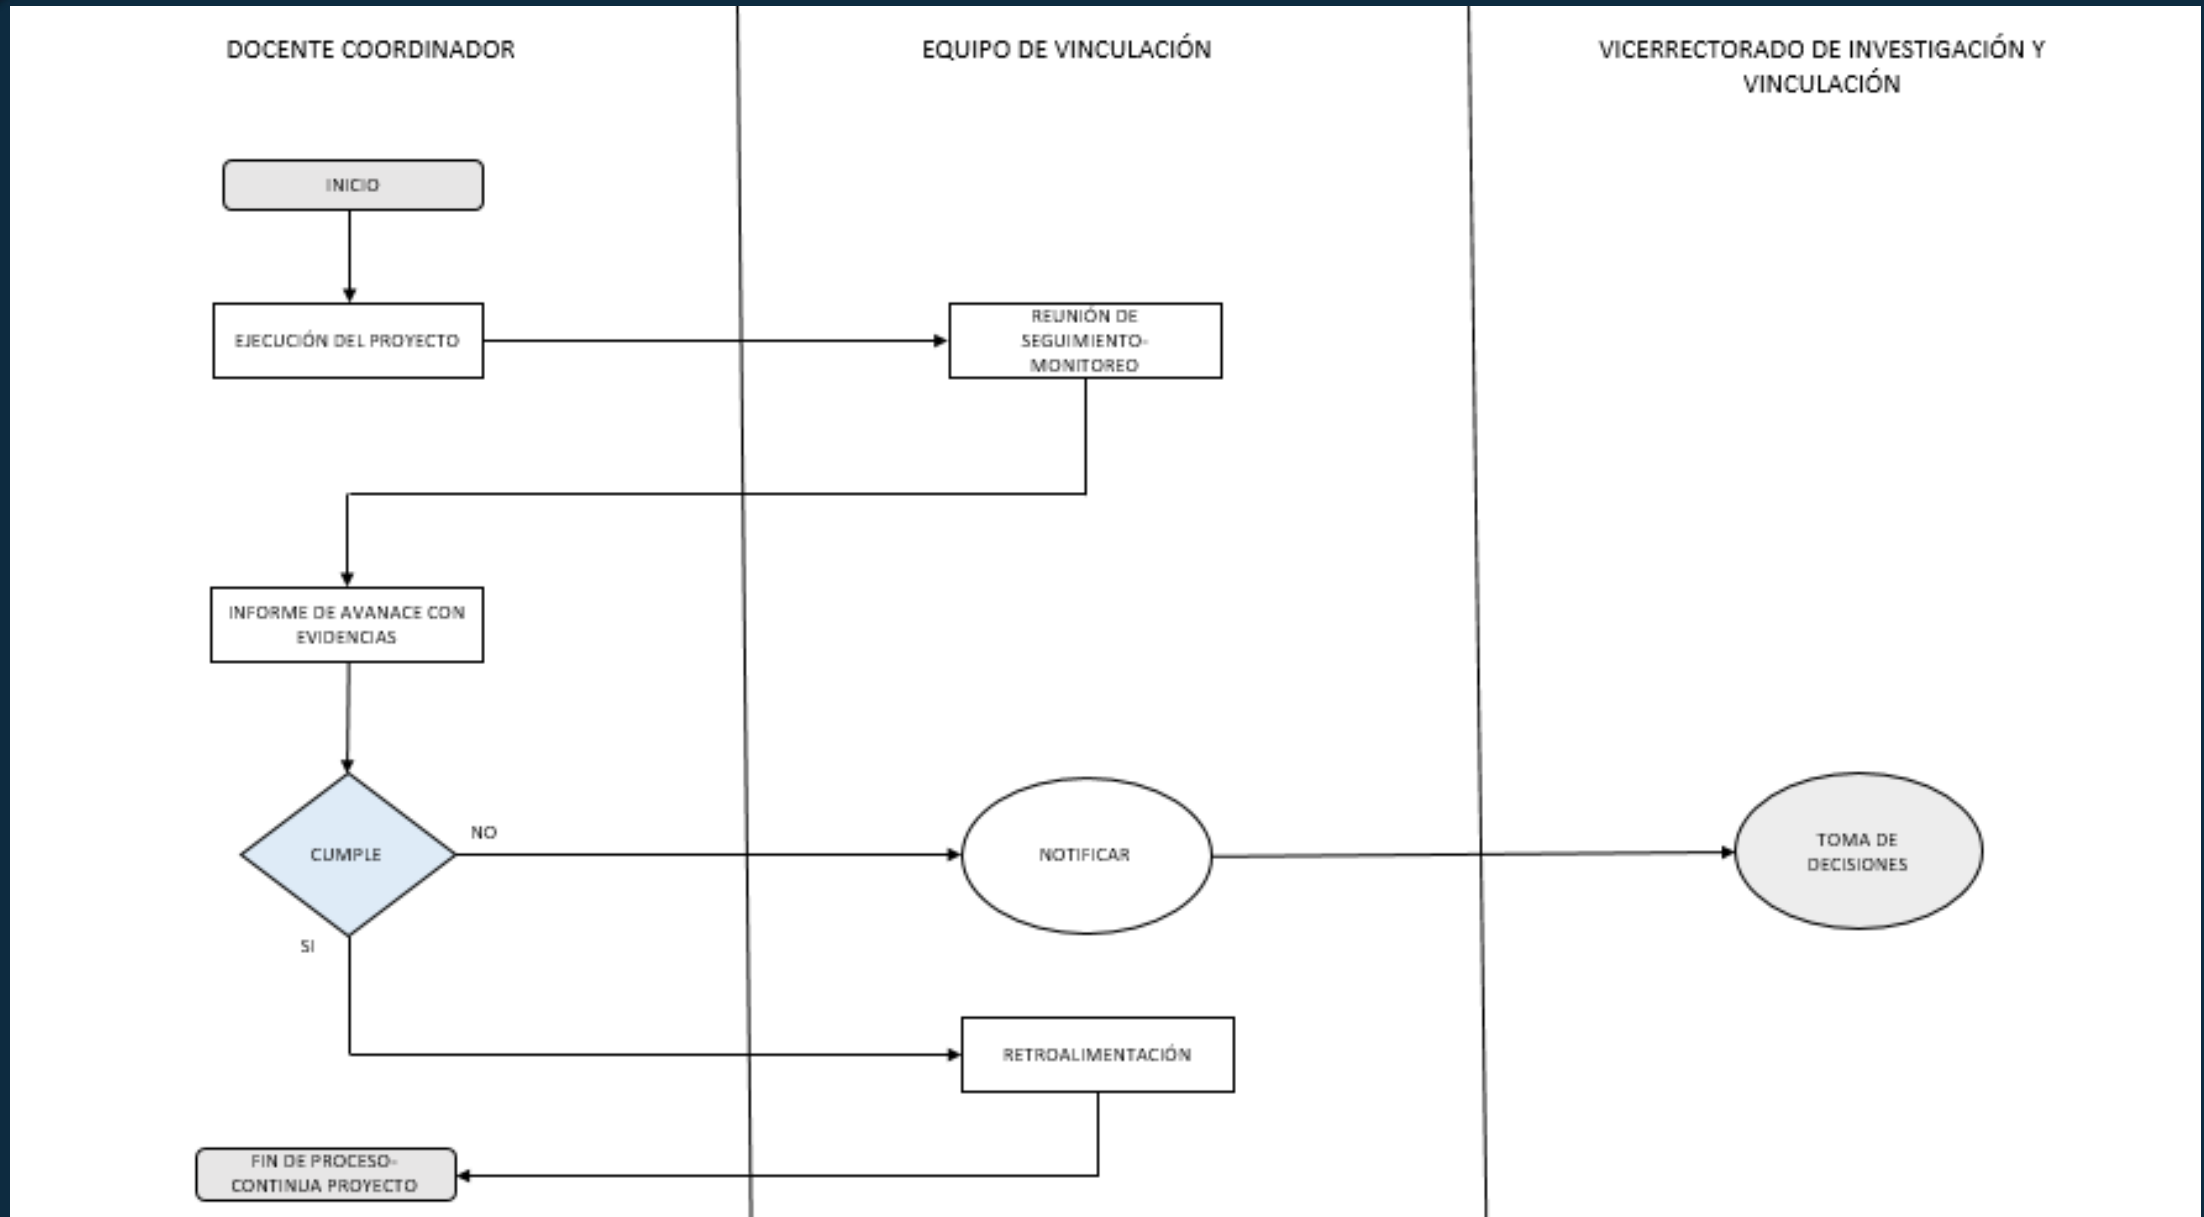 DOCENTE COORDINADOR
EQUIPO DE VINCULACIÓN
VICERRECTORADO DE INVESTIGACIÓN Y
VINCULACIÓN
INICIO
EJECUCIÓN DEL PROYECTO
REUNIÓN DE
SEGUIMIENTO-
MONITOREO
INFORME DE AVANACE CON
EVIDENCIAS
CUMPLE
NO
NOTIFICAR
TOMA DE
DECISIONES
SI
RETROALIMENTACIÓN
FIN DE PROCESO-
CONTINUA PROYECTO